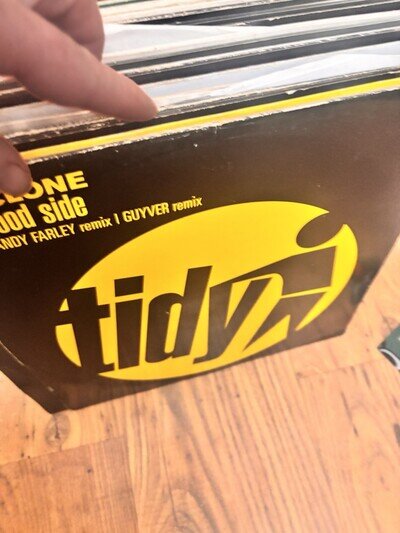 CLONE
ood side
ANDY FARLEY remix I GUYVER remix
tidy